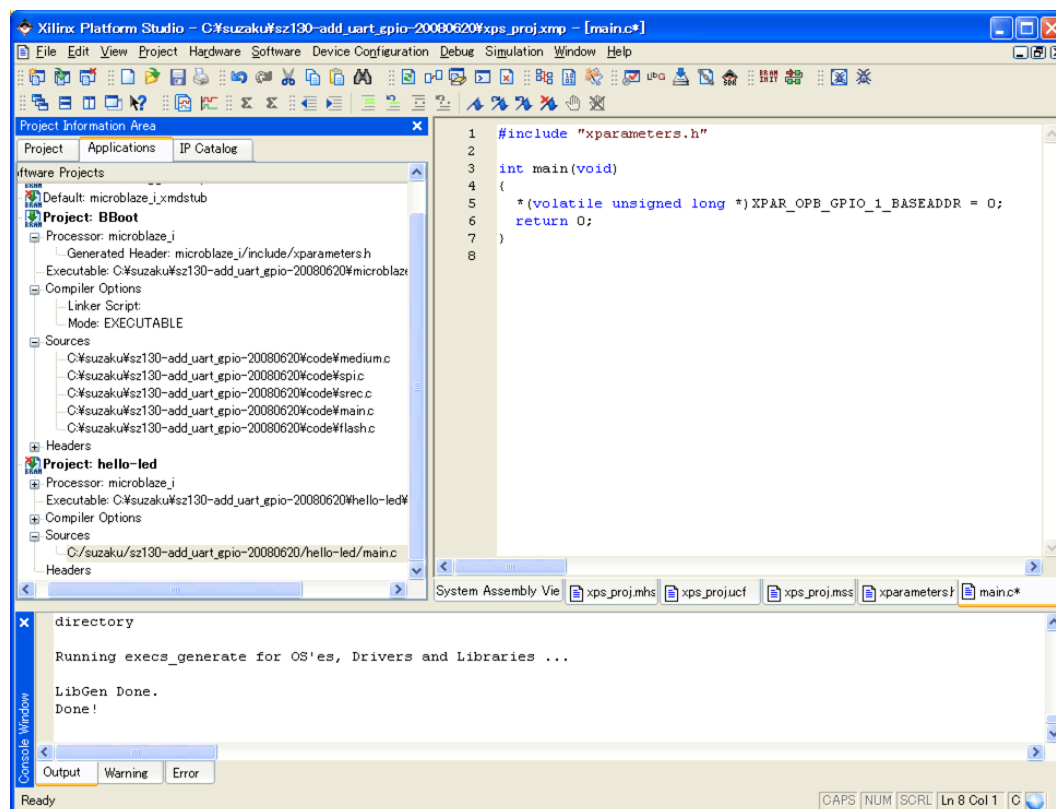 Xilinx Platform Studio - C:¥suzaku¥sz130-add_uart_gpio-20080620¥xps_proj.xmp - [main.c*]
File Edit View Project Hardware Software Device Configuration Debug Simulation Window Help
Project Information Area
Project Applications IP Catalog
ftware Projects
Default: microblaze_i_xmdstub
Project: BBoot
Processor: microblaze_i
Generated Header: microblaze_i/include/xparameters.h
Executable: C:¥suzaku¥sz130-add_uart_gpio-20080620¥microblaze
Compiler Options
Linker Script:
Mode: EXECUTABLE
Sources
C:¥suzaku¥sz130-add_uart_gpio-20080620¥code¥medium.c
C:¥suzaku¥sz130-add_uart_gpio-20080620¥code¥spi.c
C:¥suzaku¥sz130-add_uart_gpio-20080620¥code¥srec.c
C:¥suzaku¥sz130-add_uart_gpio-20080620¥code¥main.c
C:¥suzaku¥sz130-add_uart_gpio-20080620¥code¥flash.c
Headers
Project: hello-led
Processor: microblaze_i
Executable: C:¥suzaku¥sz130-add_uart_gpio-20080620¥hello-led¥
Compiler Options
Sources
C:/suzaku/sz130-add_uart_gpio-20080620/hello-led/main.c
Headers
1 #include "xparameters.h"
2
3 int main(void)
4 {
5 *(volatile unsigned long *)XPAR_OPB_GPIO_1_BASEADDR = 0;
6 return 0;
7 }
8
System Assembly Vie xps_proj.mhs xps_proj.ucf xps_proj.mss xparameters.h main.c*
directory
Running execs_generate for OS'es, Drivers and Libraries ...
LibGen Done.
Done!
Console Window
Output Warning Error
Ready CAPS NUM SCRL Ln 8 Col 1 C